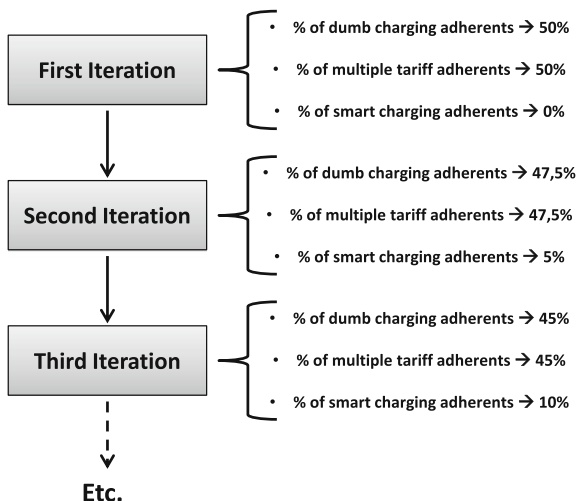 First Iteration
• % of dumb charging adherents → 50%
• % of multiple tariff adherents → 50%
• % of smart charging adherents → 0%
Second Iteration
• % of dumb charging adherents → 47,5%
• % of multiple tariff adherents → 47,5%
• % of smart charging adherents → 5%
Third Iteration
• % of dumb charging adherents → 45%
• % of multiple tariff adherents → 45%
• % of smart charging adherents → 10%
Etc.